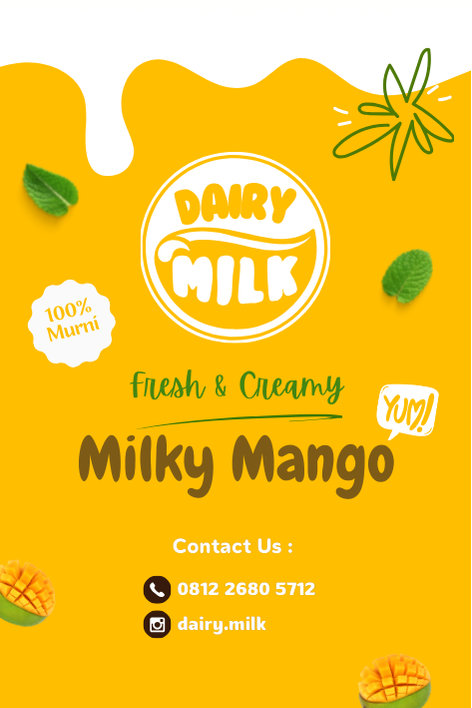 DAIRY
MILK
100%
Murni
Fresh & Creamy
YUM!
Milky Mango
Contact Us :
0812 2680 5712
dairy.milk